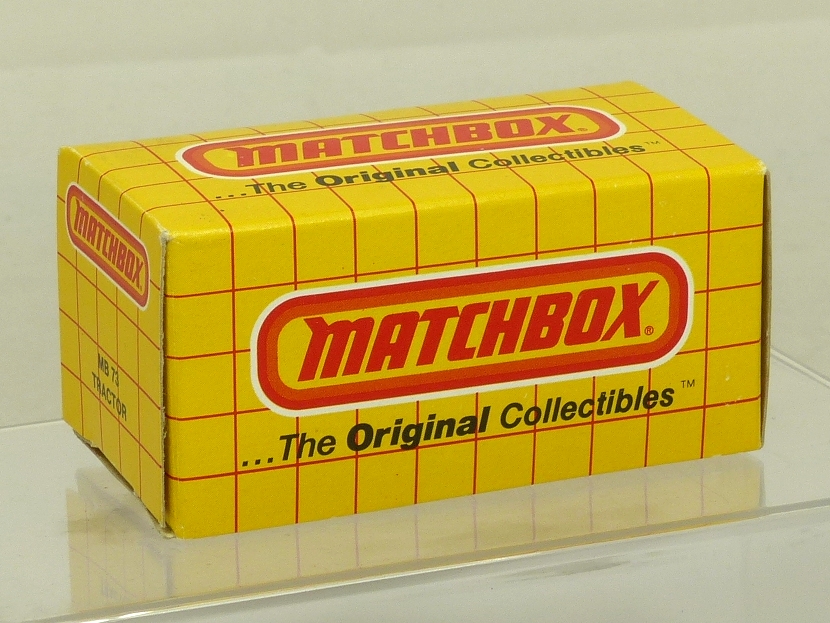 MATCHBOX®
...The Original Collectibles™
MATCHBOX
MB 73
TRACTOR
MATCHBOX®
...The Original Collectibles™